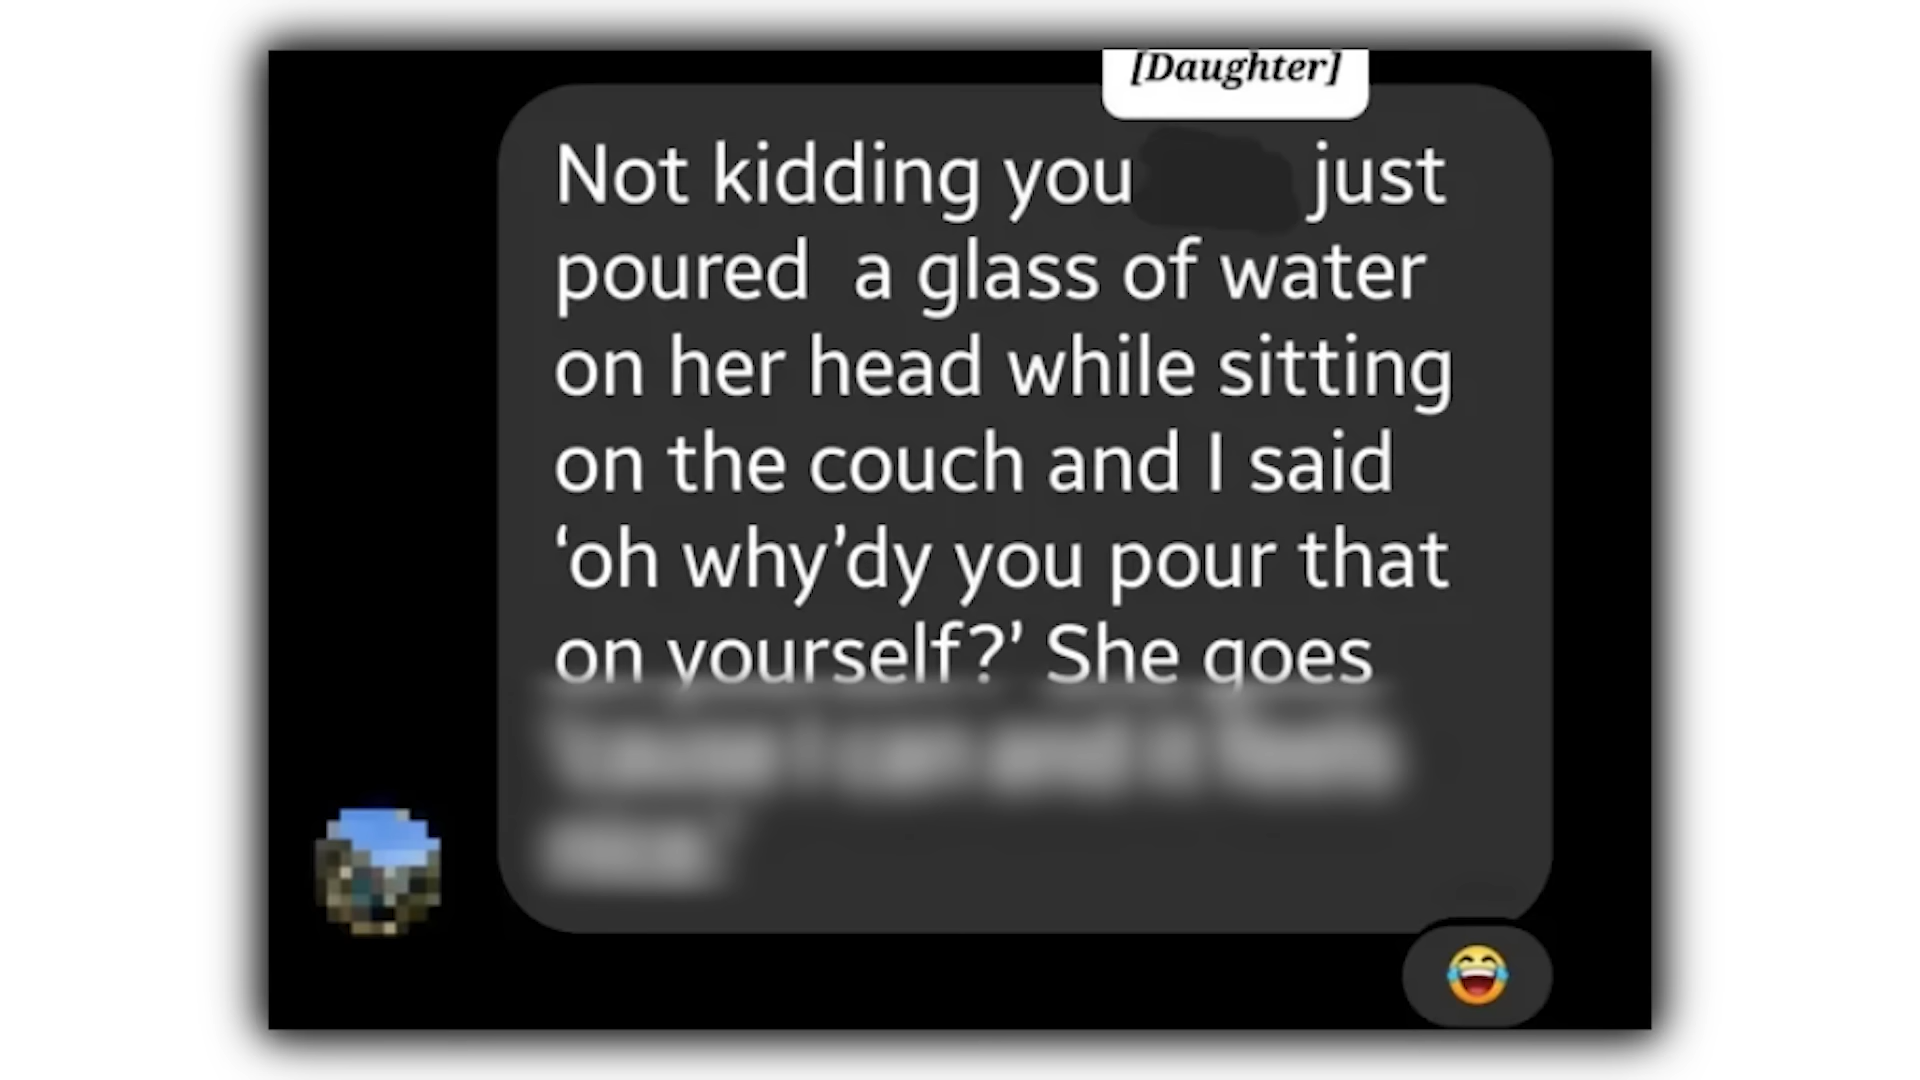 [Daughter]
Not kidding you just
poured a glass of water
on her head while sitting
on the couch and I said
‘oh why’dy you pour that
on yourself?’ She goes